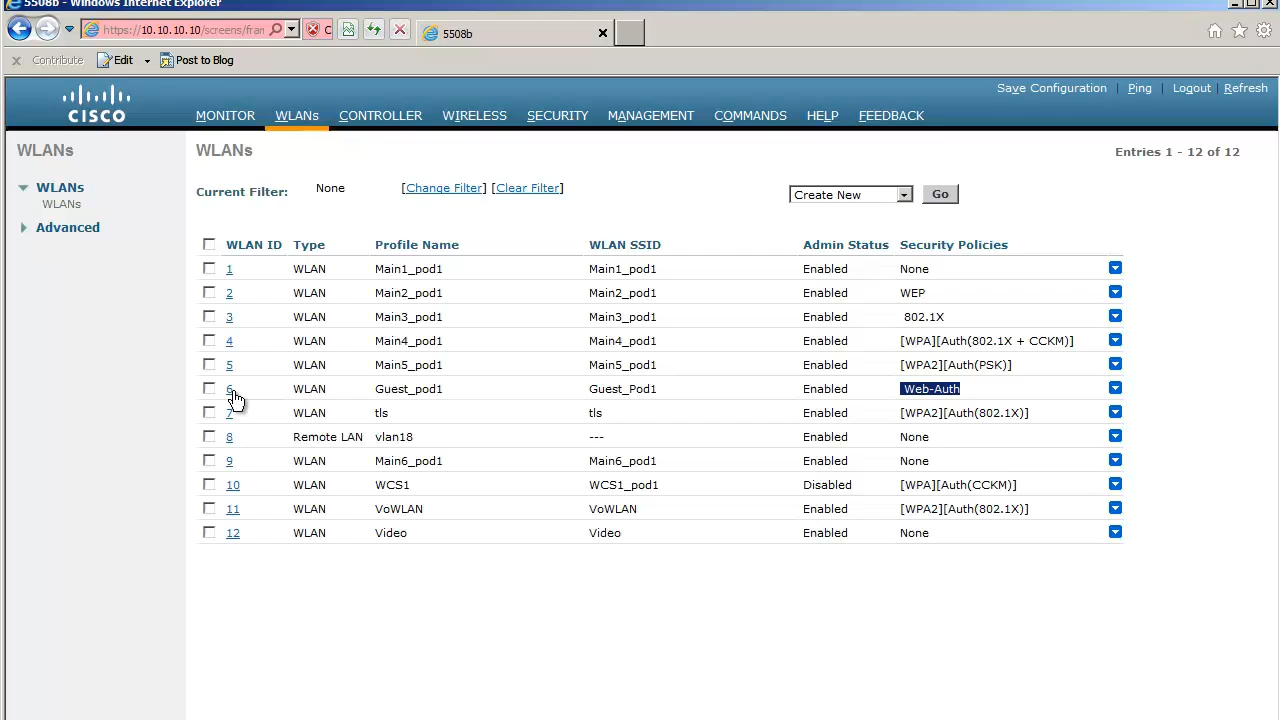 5508b - Windows Internet Explorer
https://10.10.10.10/screens/fran
C
5508b
x Contribute Edit Post to Blog
Save Configuration Ping Logout Refresh
CISCO
MONITOR WLANs CONTROLLER WIRELESS SECURITY MANAGEMENT COMMANDS HELP FEEDBACK
WLANs
WLANs
WLANs
Advanced
WLANs
Entries 1 - 12 of 12
Current Filter: None [Change Filter] [Clear Filter]
Create New Go
WLAN ID Type Profile Name WLAN SSID Admin Status Security Policies
1 WLAN Main1_pod1 Main1_pod1 Enabled None
2 WLAN Main2_pod1 Main2_pod1 Enabled WEP
3 WLAN Main3_pod1 Main3_pod1 Enabled 802.1X
4 WLAN Main4_pod1 Main4_pod1 Enabled [WPA][Auth(802.1X + CCKM)]
5 WLAN Main5_pod1 Main5_pod1 Enabled [WPA2][Auth(PSK)]
6 WLAN Guest_pod1 Guest_Pod1 Enabled Web-Auth
7 WLAN tls tls Enabled [WPA2][Auth(802.1X)]
8 Remote LAN vlan18 --- Enabled None
9 WLAN Main6_pod1 Main6_pod1 Enabled None
10 WLAN WCS1 WCS1_pod1 Disabled [WPA][Auth(CCKM)]
11 WLAN VoWLAN VoWLAN Enabled [WPA2][Auth(802.1X)]
12 WLAN Video Video Enabled None